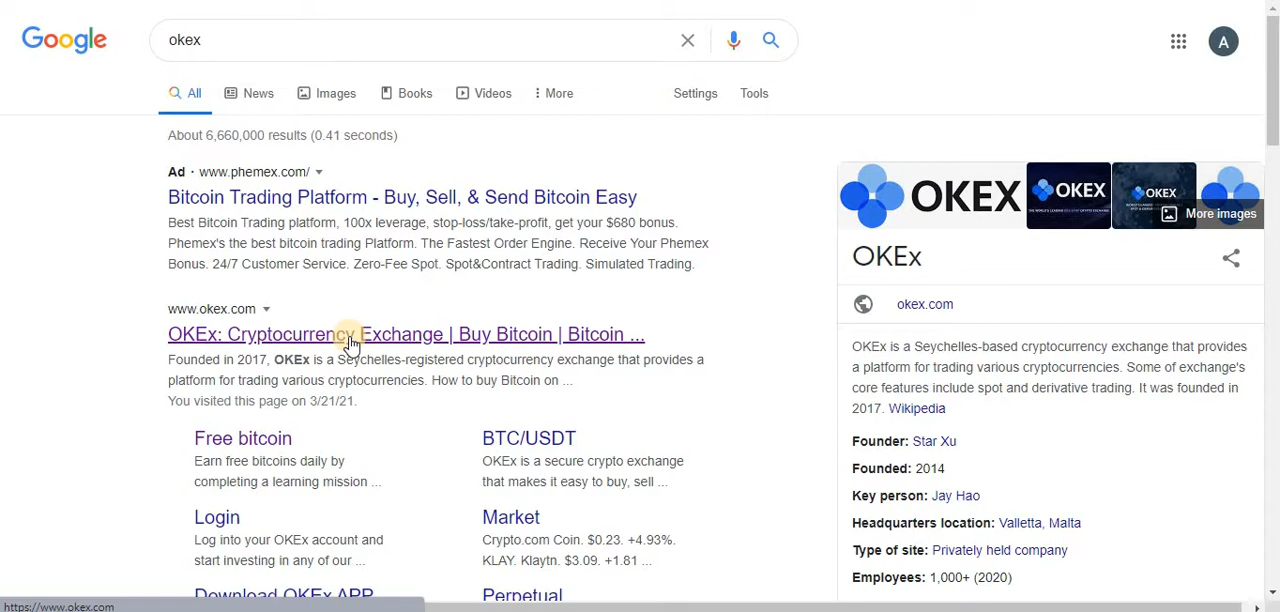 Google
okex
A
All
News
Images
Books
Videos
More
Settings
Tools
About 6,660,000 results (0.41 seconds)
Ad · www.phemex.com/
Bitcoin Trading Platform - Buy, Sell, & Send Bitcoin Easy
Best Bitcoin Trading platform, 100x leverage, stop-loss/take-profit, get your $680 bonus.
Phemex's the best bitcoin trading Platform. The Fastest Order Engine. Receive Your Phemex
Bonus. 24/7 Customer Service. Zero-Fee Spot. Spot&Contract Trading. Simulated Trading.
www.okex.com
OKEx: Cryptocurrency Exchange | Buy Bitcoin | Bitcoin ...
Founded in 2017, OKEx is a Seychelles-registered cryptocurrency exchange that provides a
platform for trading various cryptocurrencies. How to buy Bitcoin on ...
You visited this page on 3/21/21.
Free bitcoin
Earn free bitcoins daily by
completing a learning mission ...
BTC/USDT
OKEx is a secure crypto exchange
that makes it easy to buy, sell ...
Login
Log into your OKEx account and
start investing in any of our ...
Market
Crypto.com Coin. $0.23. +4.93%.
KLAY. Klaytn. $3.09. +1.81 ...
Download OKEx APP
Perpetual
OKEX
OKEX
OKEX
More images
OKEx
okex.com
OKEx is a Seychelles-based cryptocurrency exchange that provides
a platform for trading various cryptocurrencies. Some of exchange's
core features include spot and derivative trading. It was founded in
2017. Wikipedia
Founder: Star Xu
Founded: 2014
Key person: Jay Hao
Headquarters location: Valletta, Malta
Type of site: Privately held company
Employees: 1,000+ (2020)
https://www.okex.com